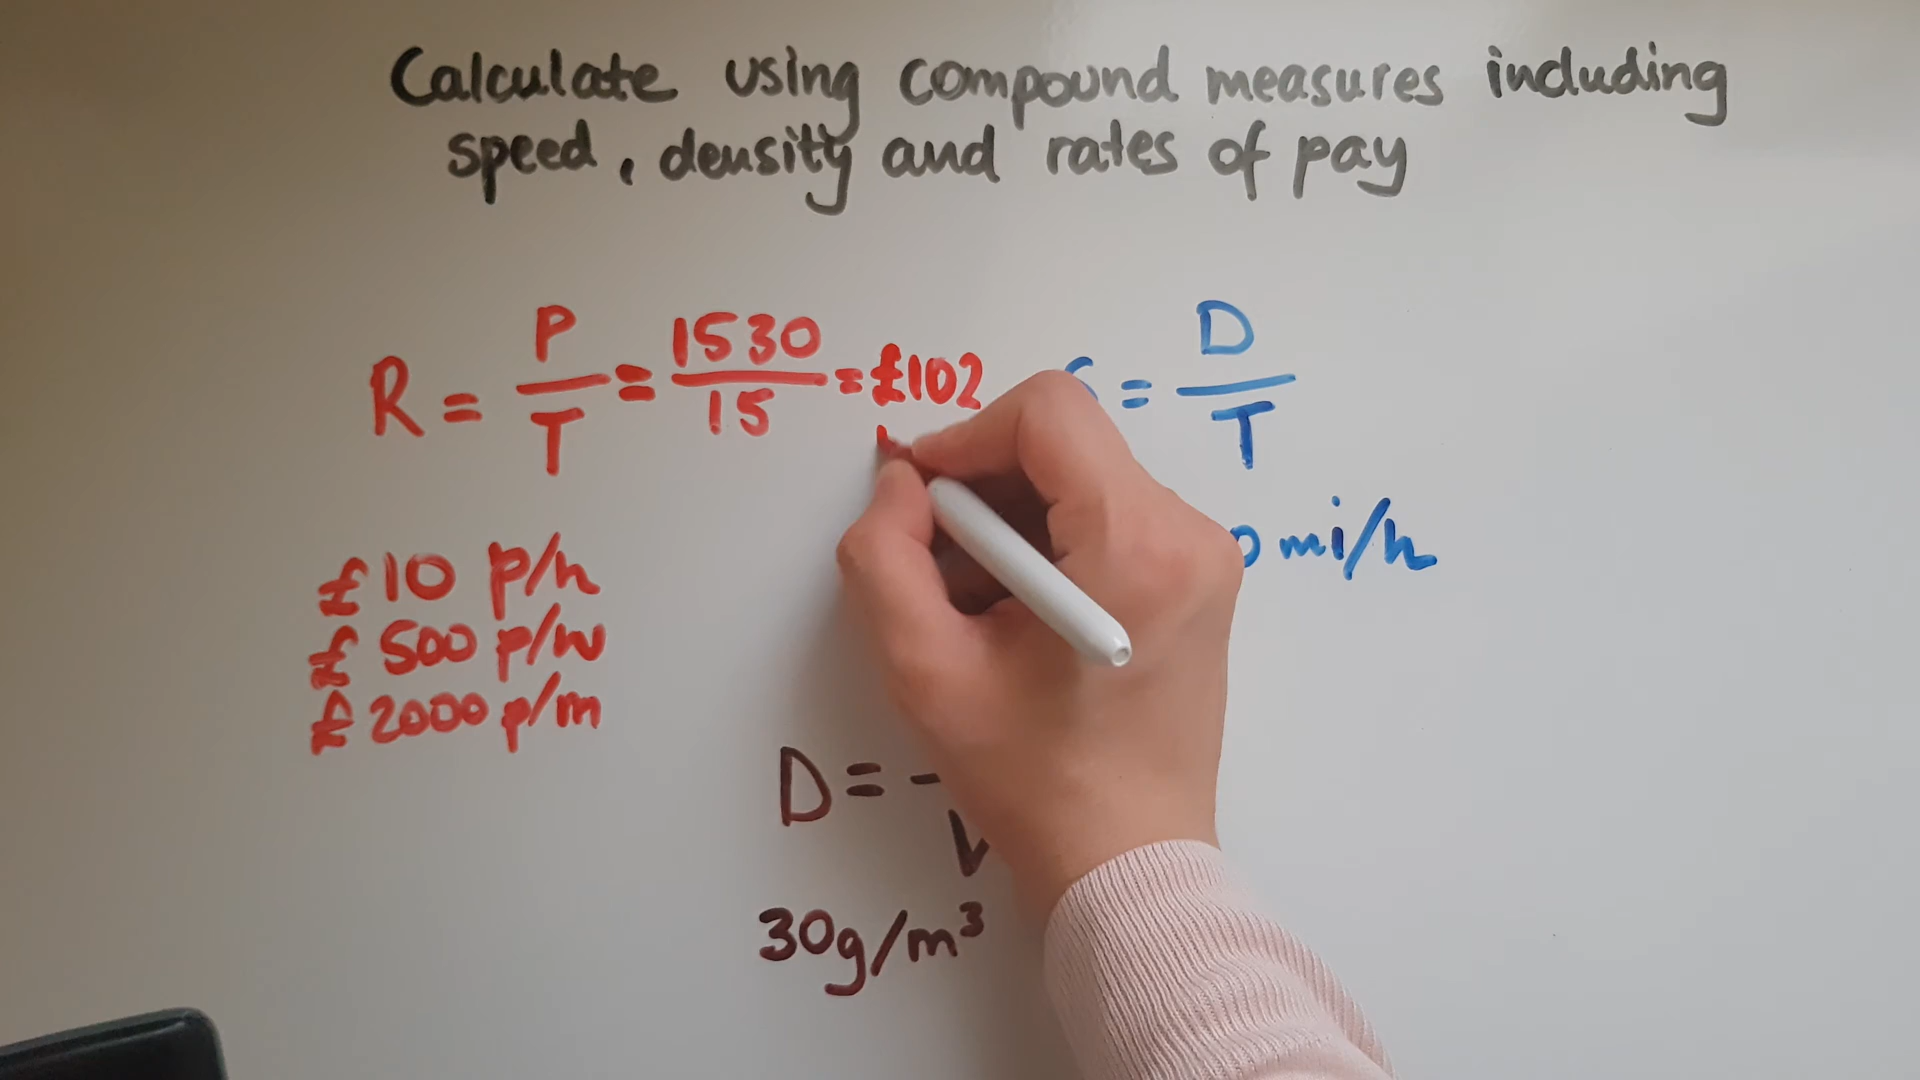 Calculate using compound measures including
speed, density and rates of pay
R = P/T = 1530/15 = £102
= D/T
£10 p/h
£500 p/w
£2000 p/m
mi/h
D =
V
30g/m³